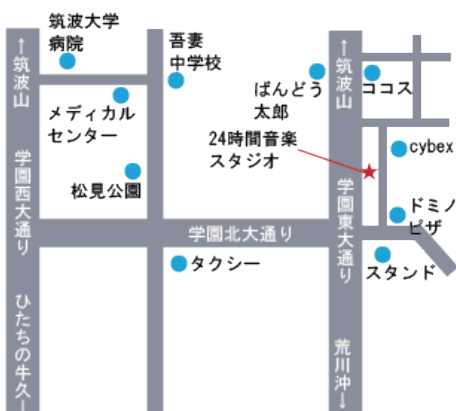 筑波大学
病院
吾妻
中学校
←筑波山
メディカル
センター
ばんどう
太郎
←筑波山
ココス
24時間音楽
スタジオ
cybex
松見公園
学園西大通り
学園東大通り
ドミノ
ピザ
学園北大通り
タクシー
スタンド
ひたちの牛久→
荒川沖→